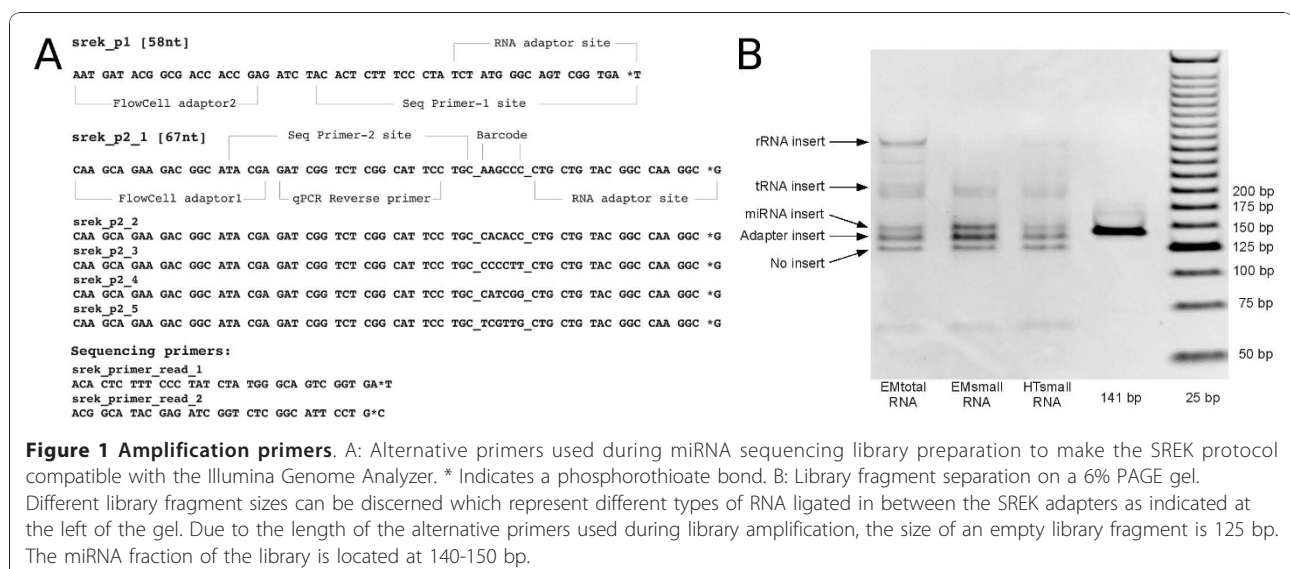 A
srek_p1 [58nt]
RNA adaptor site
AAT GAT ACG GCG ACC ACC GAG ATC TAC ACT CTT TCC CTA TCT ATG GGC AGT CGG TGA *T
FlowCell adaptor2
Seq Primer-1 site
srek_p2_1 [67nt]
Seq Primer-2 site
Barcode
CAA GCA GAA GAC GGC ATA CGA GAT CGG TCT CGG CAT TCC TGC_AAGCCC_CTG CTG TAC GGC CAA GGC *G
FlowCell adaptor1
qPCR Reverse primer
RNA adaptor site
srek_p2_2
CAA GCA GAA GAC GGC ATA CGA GAT CGG TCT CGG CAT TCC TGC_CACACC_CTG CTG TAC GGC CAA GGC *G
srek_p2_3
CAA GCA GAA GAC GGC ATA CGA GAT CGG TCT CGG CAT TCC TGC_CCCCTT_CTG CTG TAC GGC CAA GGC *G
srek_p2_4
CAA GCA GAA GAC GGC ATA CGA GAT CGG TCT CGG CAT TCC TGC_CATCGG_CTG CTG TAC GGC CAA GGC *G
srek_p2_5
CAA GCA GAA GAC GGC ATA CGA GAT CGG TCT CGG CAT TCC TGC_TCGTTG_CTG CTG TAC GGC CAA GGC *G
Sequencing primers:
srek_primer_read_1
ACA CTC TTT CCC TAT CTA TGG GCA GTC GGT GA*T
srek_primer_read_2
ACG GCA TAC GAG ATC GGT CTC GGC ATT CCT G*C
B
rRNA insert
tRNA insert
miRNA insert
Adapter insert
No insert
200 bp
175 bp
150 bp
125 bp
100 bp
75 bp
50 bp
EMtotal RNA
EMsmall RNA
HTsmall RNA
141 bp
25 bp
Figure 1 Amplification primers. A: Alternative primers used during miRNA sequencing library preparation to make the SREK protocol
compatible with the Illumina Genome Analyzer. * Indicates a phosphorothioate bond. B: Library fragment separation on a 6% PAGE gel.
Different library fragment sizes can be discerned which represent different types of RNA ligated in between the SREK adapters as indicated at
the left of the gel. Due to the length of the alternative primers used during library amplification, the size of an empty library fragment is 125 bp.
The miRNA fraction of the library is located at 140-150 bp.